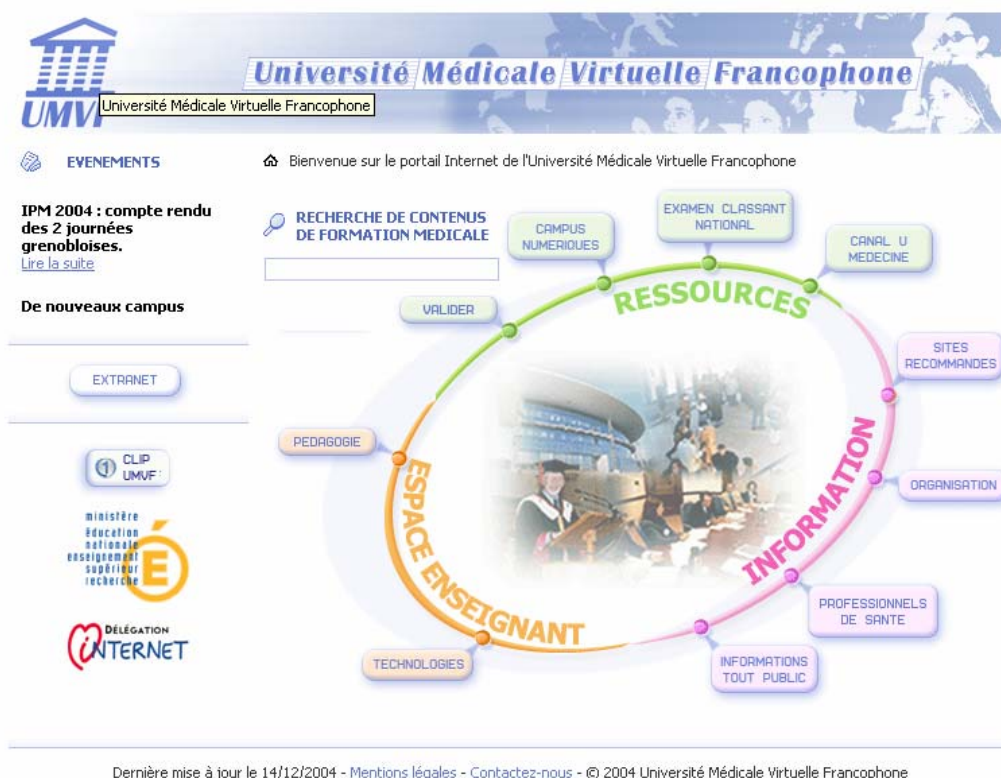 Université Médicale Virtuelle Francophone
UMVF
Université Médicale Virtuelle Francophone
EVENEMENTS
Bienvenue sur le portail Internet de l'Université Médicale Virtuelle Francophone
IPM 2004 : compte rendu
des 2 journées
grenobloises.
Lire la suite
De nouveaux campus
EXTRANET
CLIP
UMVF
ministère
éducation
nationale
enseignement
supérieur
recherche
DÉLÉGATION
iNTERNET
RECHERCHE DE CONTENUS
DE FORMATION MEDICALE
VALIDER
CAMPUS
NUMERIQUES
EXAMEN CLASSANT
NATIONAL
CANAL U
MEDECINE
RESSOURCES
SITES
RECOMMANDES
ORGANISATION
INFORMATION
PROFESSIONNELS
DE SANTE
INFORMATIONS
TOUT PUBLIC
PEDAGOGIE
ESPACE ENSEIGNANT
TECHNOLOGIES
Dernière mise à jour le 14/12/2004 - Mentions légales - Contactez-nous - © 2004 Université Médicale Virtuelle Francophone